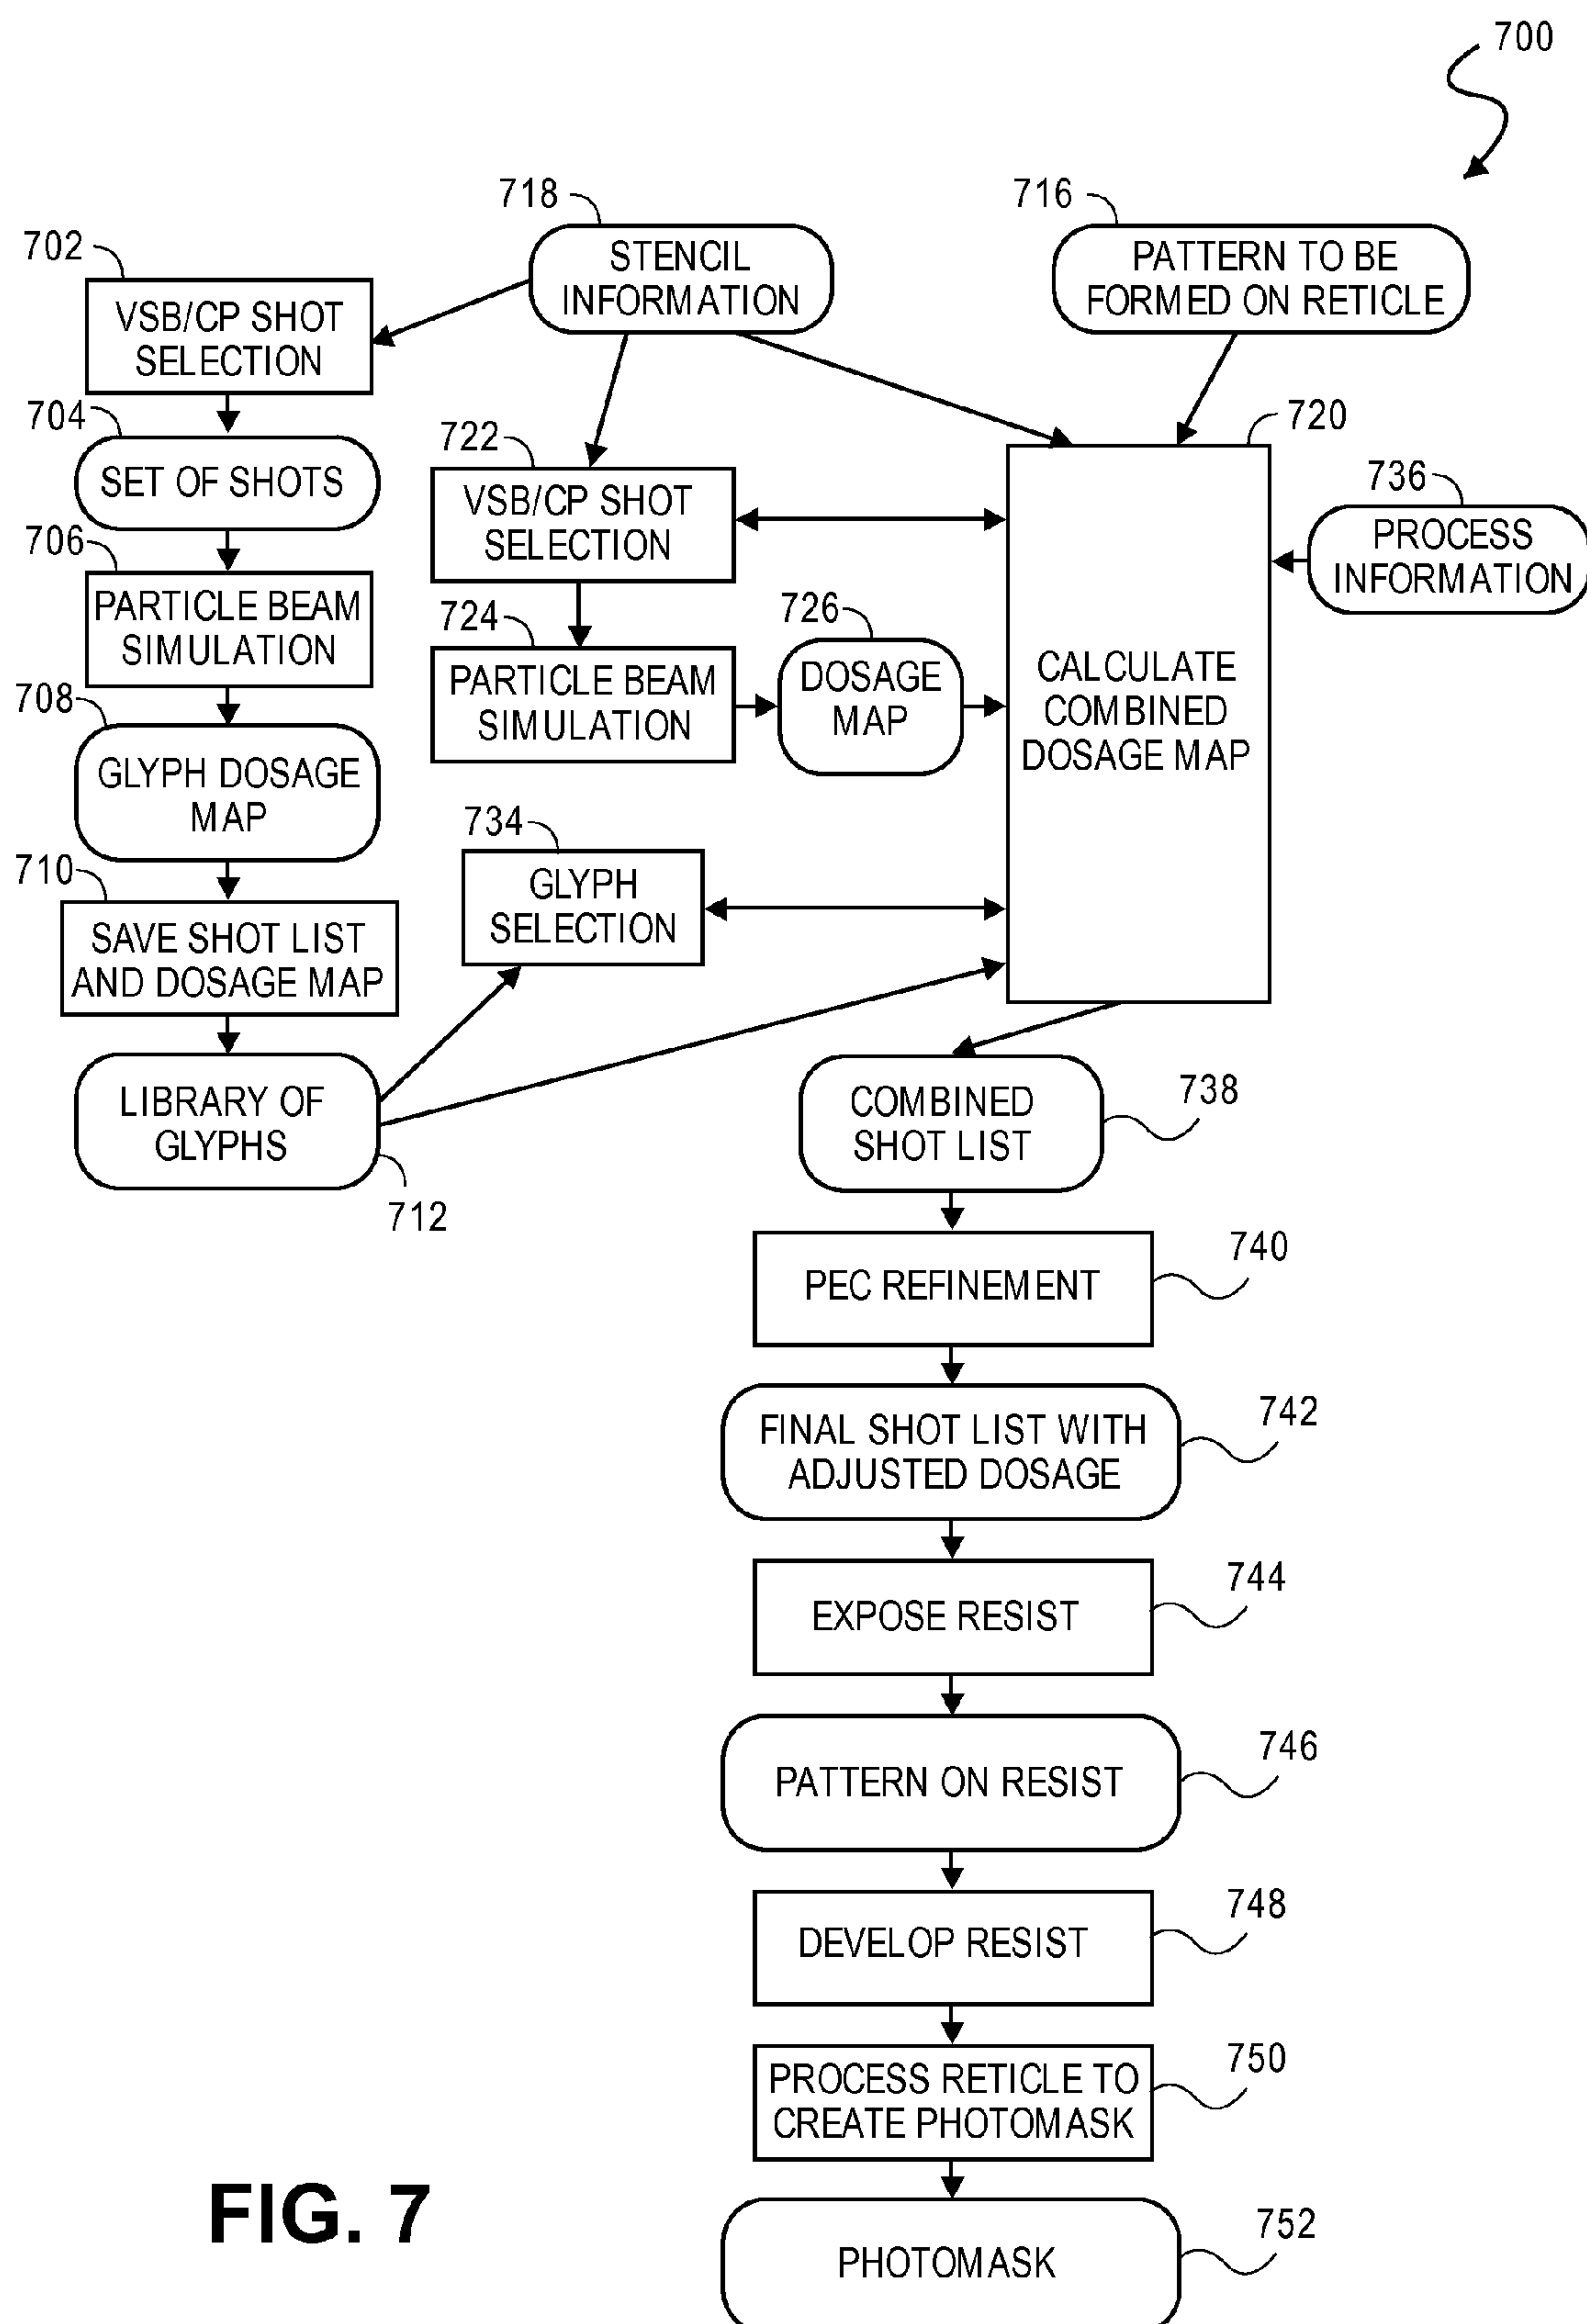 700
718
716
702
STENCIL
INFORMATION
PATTERN TO BE
FORMED ON RETICLE
VSB/CP SHOT
SELECTION
704
722
720
SET OF SHOTS
VSB/CP SHOT
SELECTION
736
PROCESS
INFORMATION
706
PARTICLE BEAM
SIMULATION
724
726
PARTICLE BEAM
SIMULATION
DOSAGE
MAP
CALCULATE
COMBINED
DOSAGE MAP
708
GLYPH DOSAGE
MAP
734
GLYPH
SELECTION
710
SAVE SHOT LIST
AND DOSAGE MAP
LIBRARY OF
GLYPHS
712
COMBINED
SHOT LIST
738
PEC REFINEMENT
740
FINAL SHOT LIST WITH
ADJUSTED DOSAGE
742
EXPOSE RESIST
744
PATTERN ON RESIST
746
DEVELOP RESIST
748
PROCESS RETICLE TO
CREATE PHOTOMASK
750
PHOTOMASK
752
FIG. 7